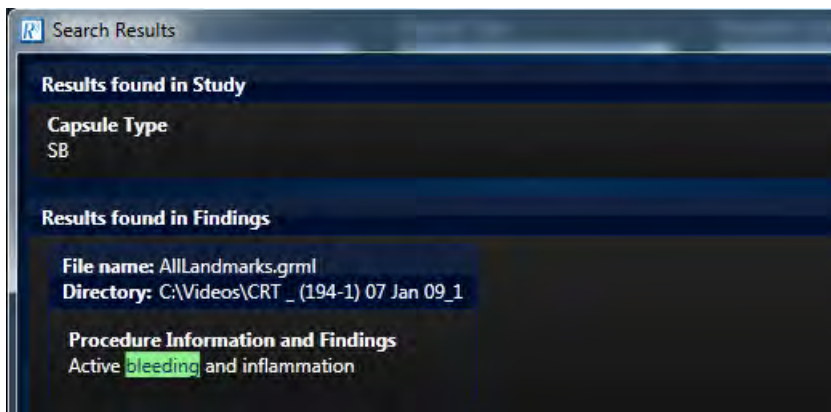 R Search Results
Results found in Study
Capsule Type
SB
Results found in Findings
File name: AllLandmarks.grml
Directory: C:\Videos\CRT _ (194-1) 07 Jan 09_1
Procedure Information and Findings
Active bleeding and inflammation